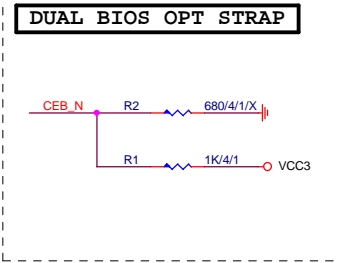 DUAL BIOS OPT STRAP
CEB_N R2 680/4/1/X
R1 1K/4/1 VCC3